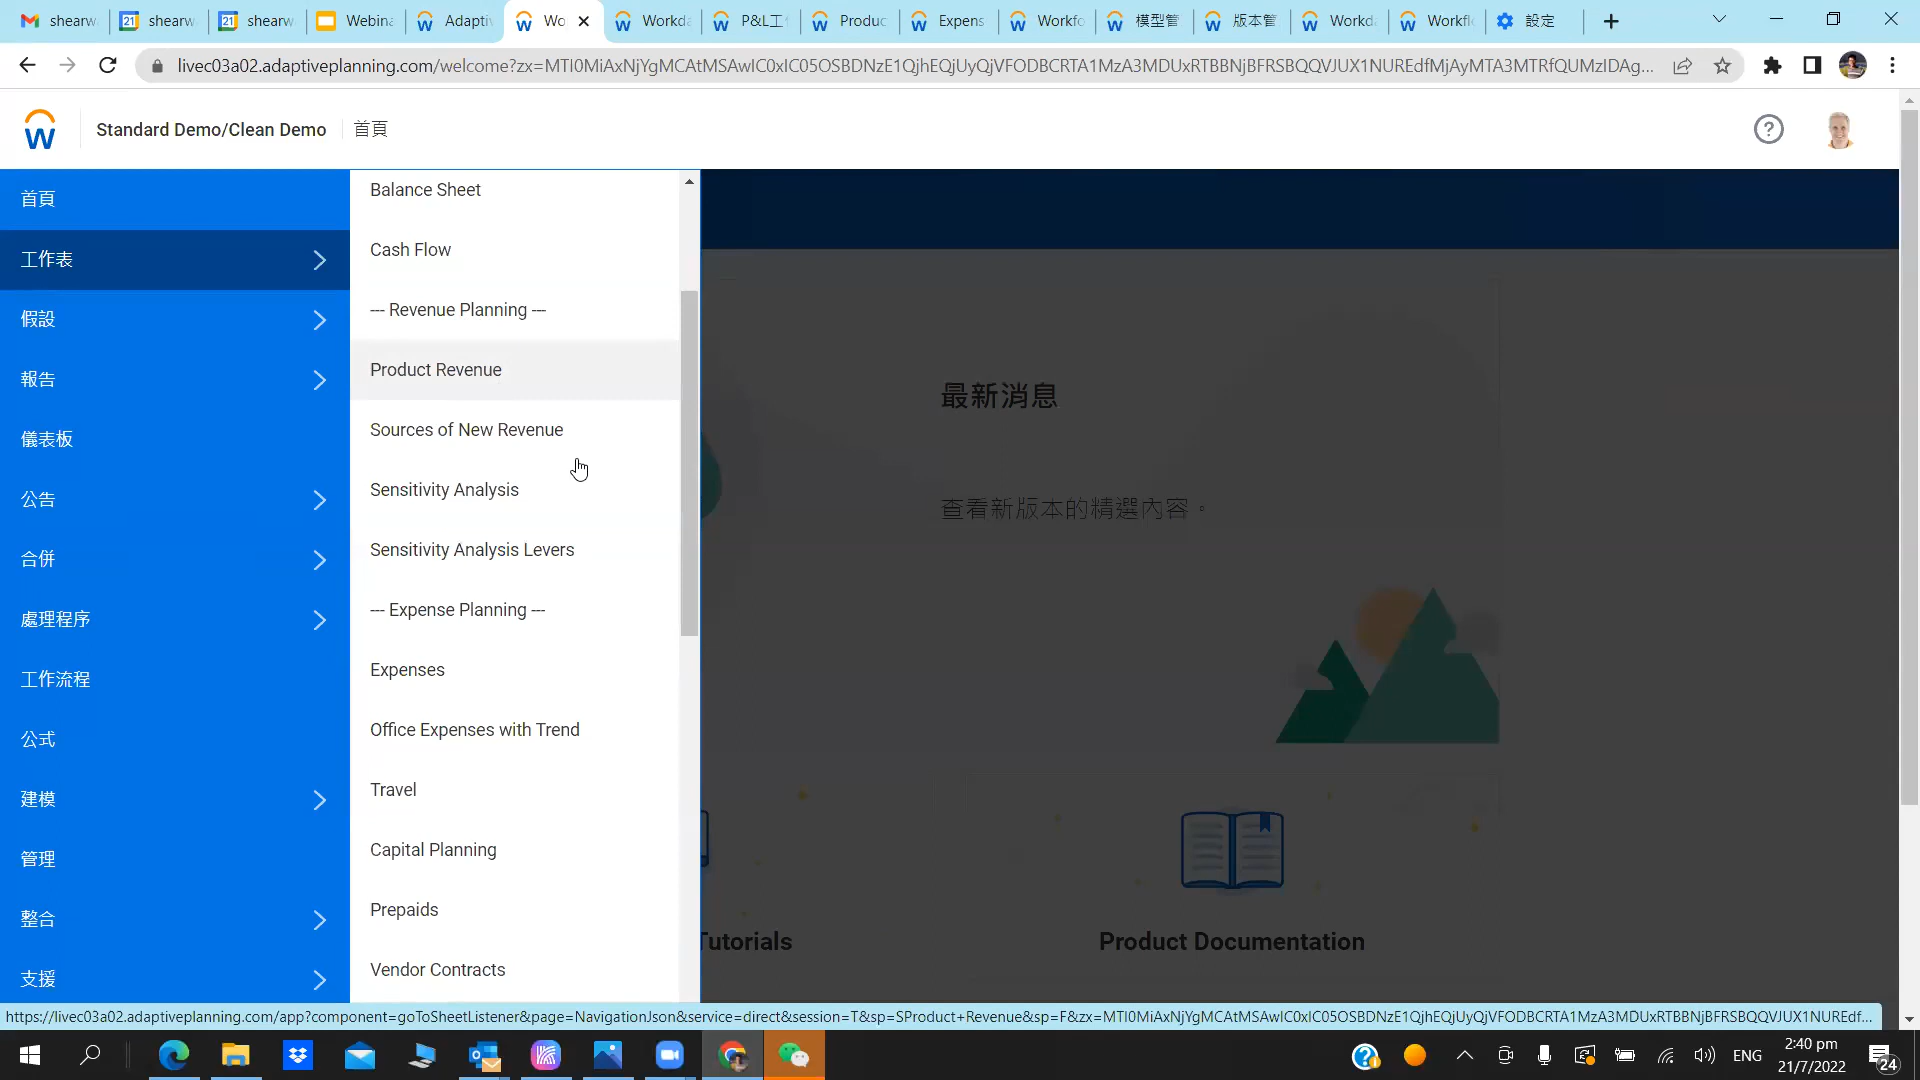 shearw
shearw
shearw
Webina
Adaptiv
Wo
Workda
P&L工
Produc
Expens
Workfo
模型管
版本管
Workda
Workfl
設定
livec03a02.adaptiveplanning.com/welcome?zx=MTI0MiAxNjYgMCAtMSAwIC0xIC05OSBDNzE1QjhEQjUyQjVFODBCRTA1MzA3MDUxRTBBNjBFRSBQQVJUX1NUREdfMjAyMTA3MTRfQUMzIDAg...
Standard Demo/Clean Demo
首頁
首頁
工作表
假設
報告
儀表板
公告
合併
處理程序
工作流程
公式
建模
管理
整合
支援
Balance Sheet
Cash Flow
--- Revenue Planning ---
Product Revenue
Sources of New Revenue
Sensitivity Analysis
Sensitivity Analysis Levers
--- Expense Planning ---
Expenses
Office Expenses with Trend
Travel
Capital Planning
Prepaids
Vendor Contracts
最新消息
查看新版本的精選內容。
Tutorials
Product Documentation
https://livec03a02.adaptiveplanning.com/app?component=goToSheetListener&page=NavigationJson&service=direct&session=T&sp=SProduct+Revenue&sp=F&zx=MTI0MiAxNjYgMCAtMSAwIC0xIC05OSBDNzE1QjhEQjUyQjVFODBCRTA1MzA3MDUxRTBBNjBFRSBQQVJUX1NUREdf...
ENG
2:40 pm
21/7/2022
24